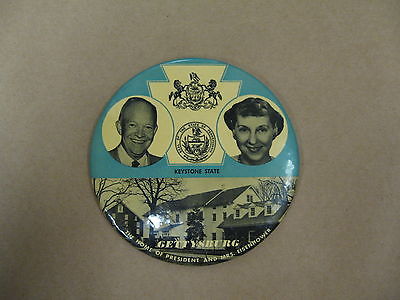 KEYSTONE STATE
GETTYSBURG
HOME OF PRESIDENT AND MRS. EISENHOWER